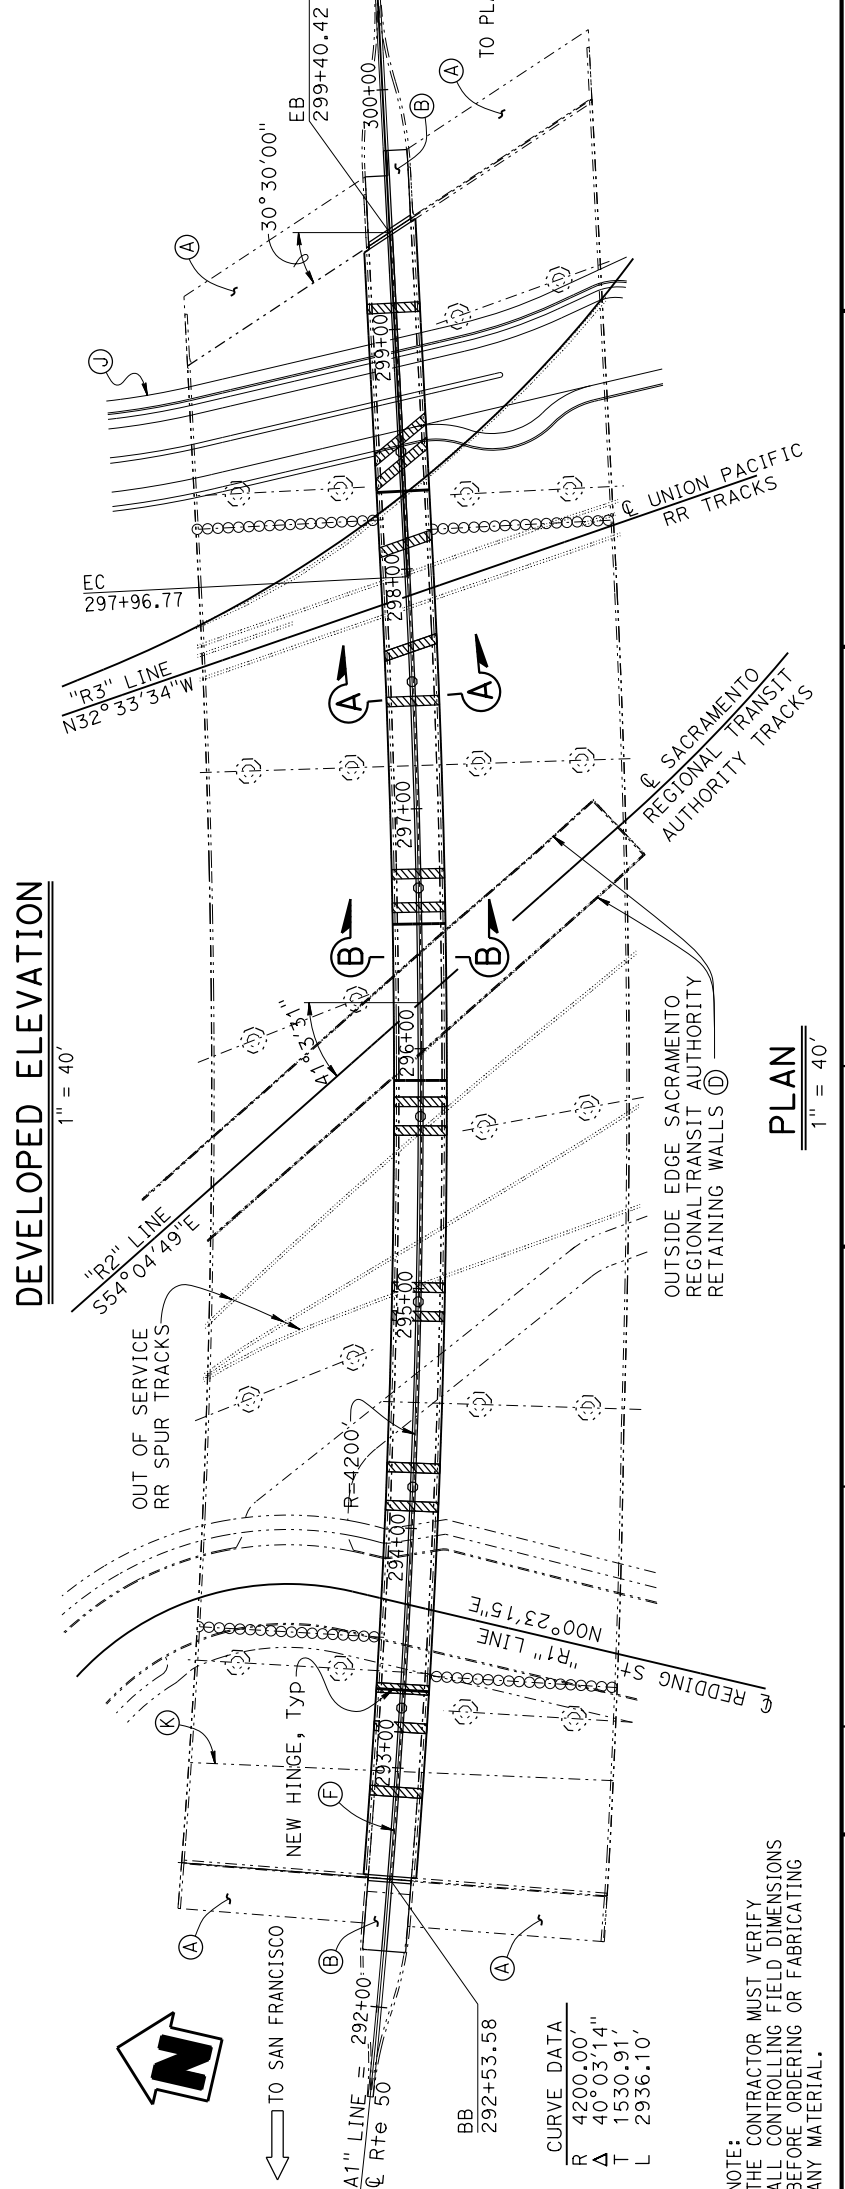 DEVELOPED ELEVATION
1" = 40'
"R2" LINE
S54°04'49"E
OUT OF SERVICE
RR SPUR TRACKS
"R3" LINE
N32°33'34"W
EC
297+96.77
J
A
30°30'00"
EB
299+40.42
TO PL
A
B
K
NEW HINGE, Typ
F
R=4200'
41°3'31"
B
B
A
A
292+00
293+00
294+00
295+00
296+00
297+00
298+00
299+00
300+00
UNION PACIFIC
RR TRACKS
SACRAMENTO
REGIONAL TRANSIT
AUTHORITY TRACKS
OUTSIDE EDGE SACRAMENTO
REGIONAL TRANSIT AUTHORITY
RETAINING WALLS D
"R1" LINE
N00°23'15"E
℄ REDDING St
A
B
A
N
TO SAN FRANCISCO
A1" LINE =
℄ Rte 50
BB
292+53.58
CURVE DATA
R 4200.00'
Δ 40°03'14"
T 1530.91'
L 2936.10'
PLAN
1" = 40'
NOTE:
THE CONTRACTOR MUST VERIFY
ALL CONTROLLING FIELD DIMENSIONS
BEFORE ORDERING OR FABRICATING
ANY MATERIAL.